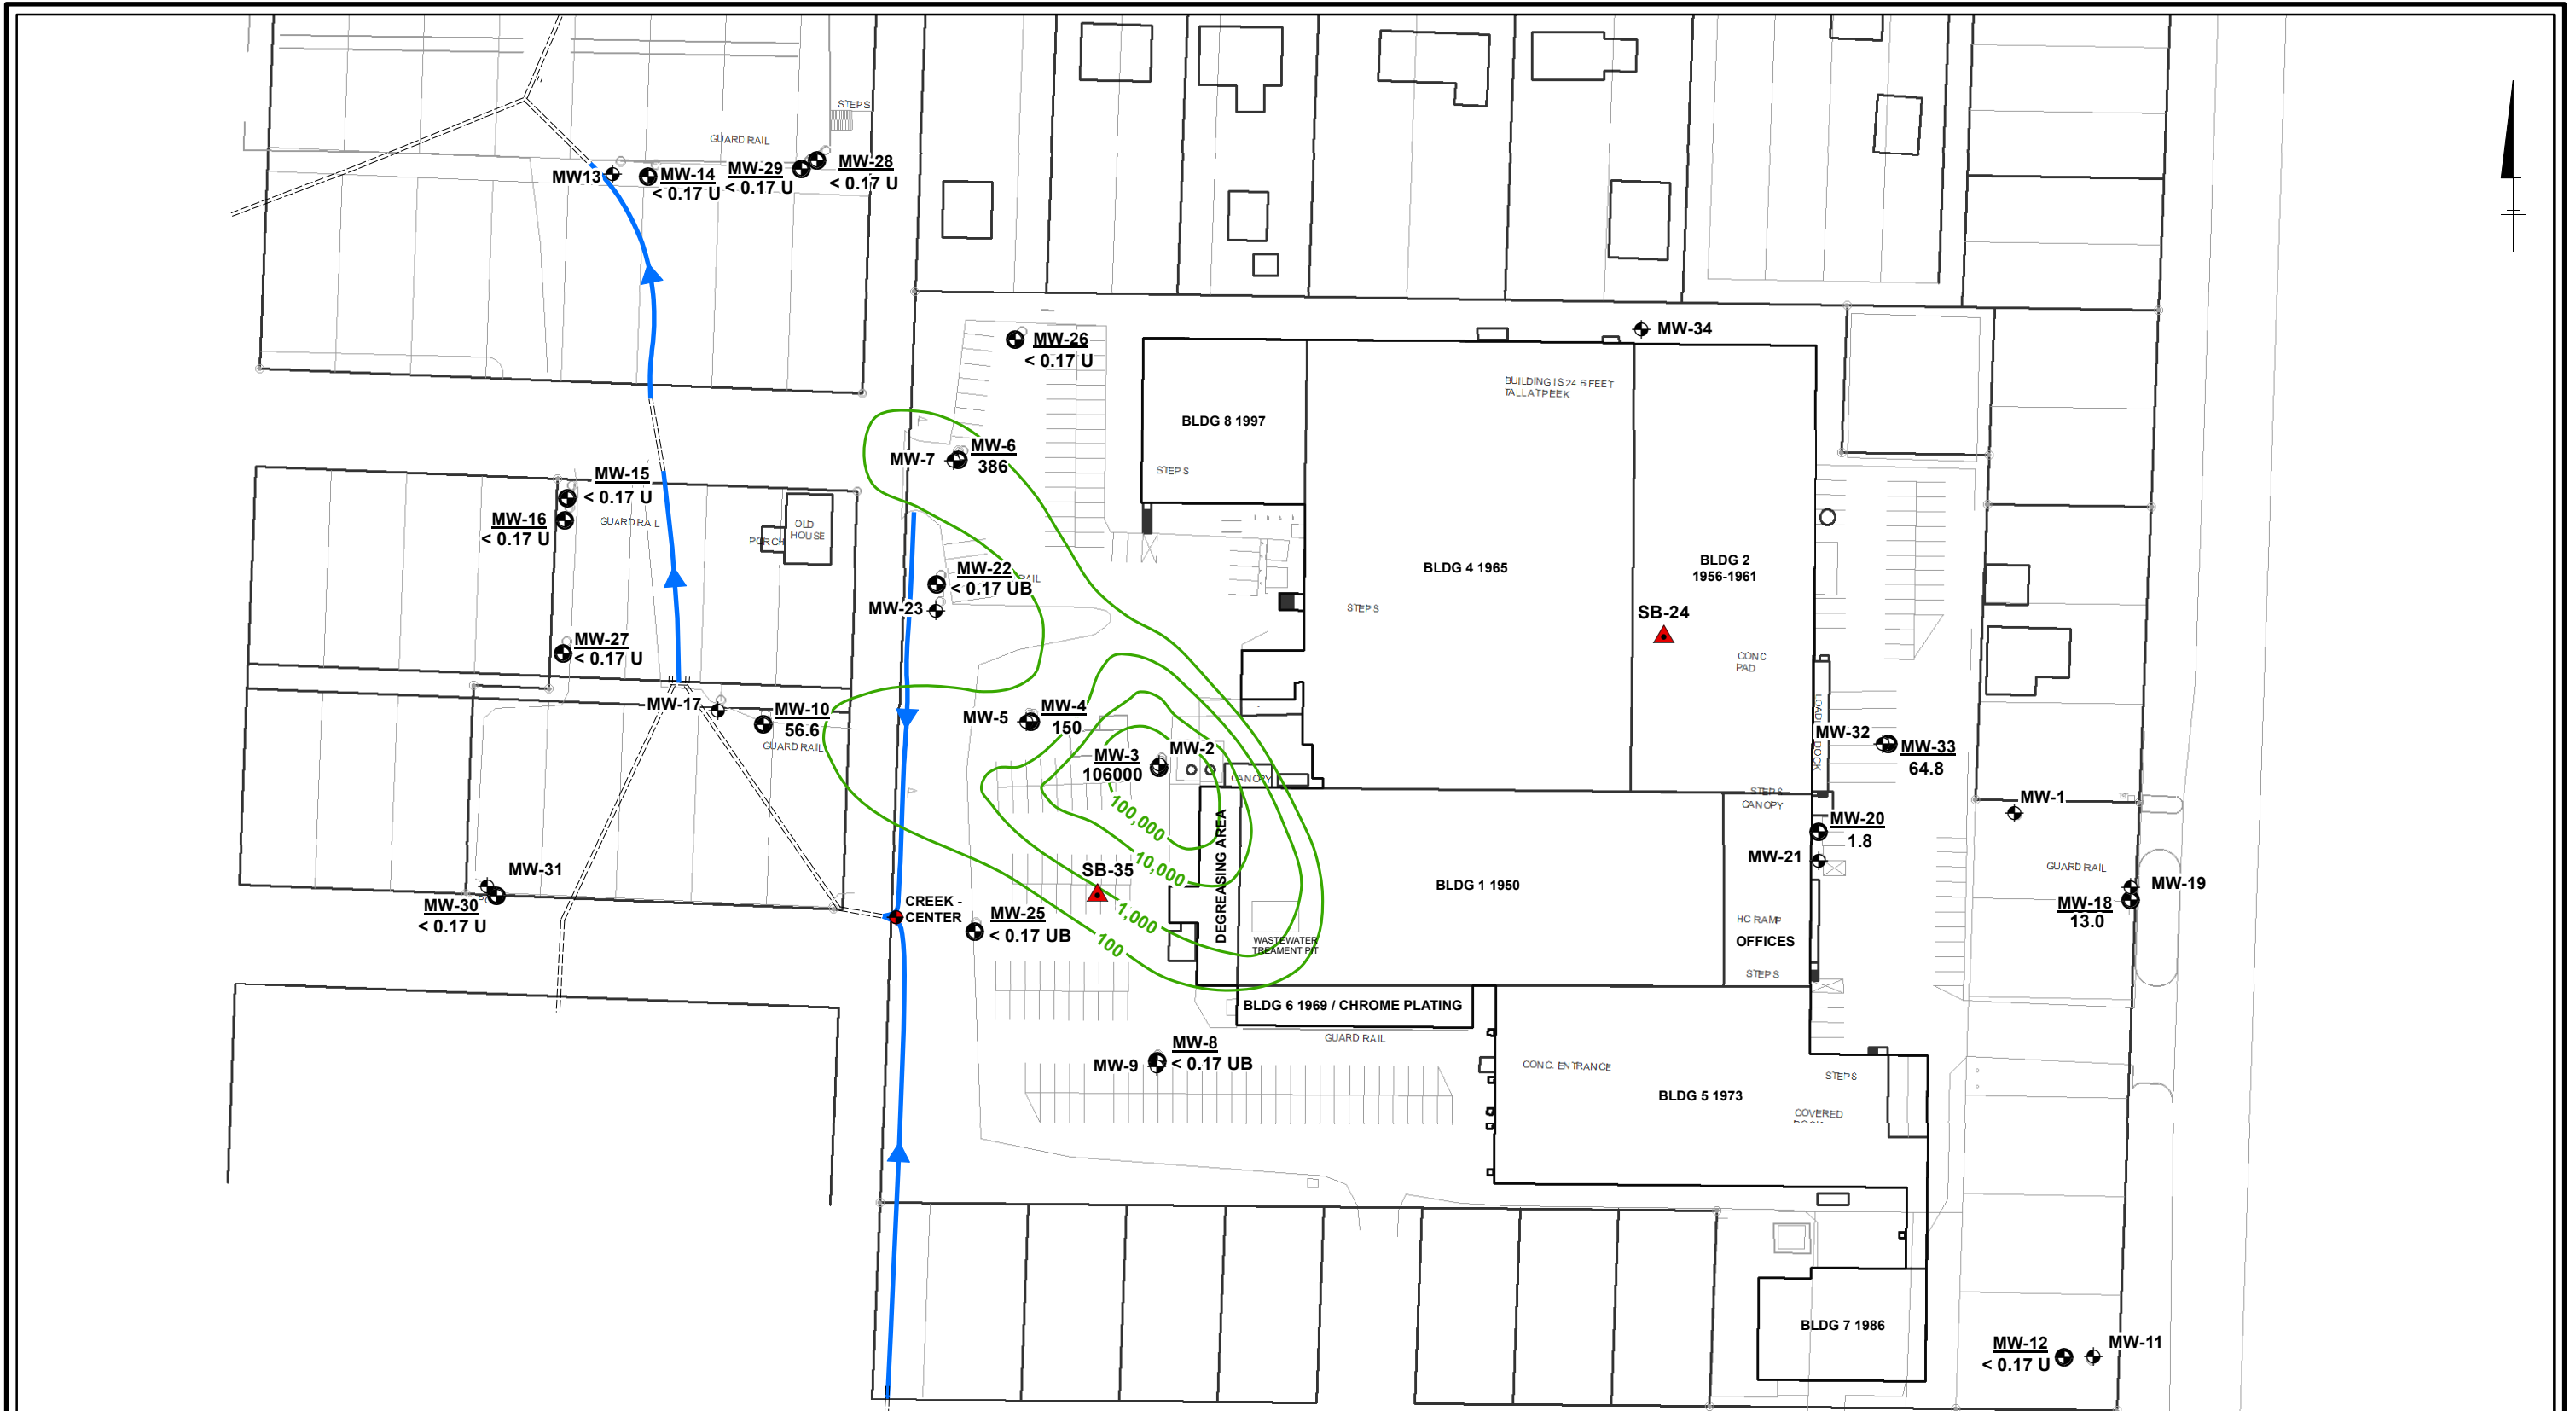 STEPS
GUARD RAIL
MW13
MW-14
< 0.17 U
MW-29
< 0.17 U
MW-28
< 0.17 U
MW-26
< 0.17 U
MW-34
BUILDING IS 24.6 FEET
TALL AT PEEK
BLDG 8 1997
STEPS
MW-7
MW-6
386
MW-15
< 0.17 U
MW-16
< 0.17 U
GUARD RAIL
OLD
HOUSE
PORCH
BLDG 4 1965
BLDG 2
1956-1961
MW-22
< 0.17 UB
MW-23
STEPS
SB-24
MW-27
< 0.17 U
CONC
PAD
MW-17
MW-10
56.6
GUARD RAIL
MW-5
MW-4
150
MW-3
106000
MW-2
CANOPY
MW-32
MW-33
64.8
DOCK
STEPS
CANOPY
MW-1
100,000
10,000
1,000
100
DEGREASING AREA
MW-20
1.8
MW-21
GUARD RAIL
MW-31
MW-30
< 0.17 U
SB-35
BLDG 1 1950
MW-19
MW-18
13.0
CREEK -
CENTER
MW-25
< 0.17 UB
WASTEWATER
TREAMENT PIT
HC RAMP
OFFICES
STEPS
BLDG 6 1969 / CHROME PLATING
GUARD RAIL
MW-8
< 0.17 UB
MW-9
CONC. ENTRANCE
STEPS
BLDG 5 1973
COVERED
BLDG 7 1986
MW-12
< 0.17 U
MW-11